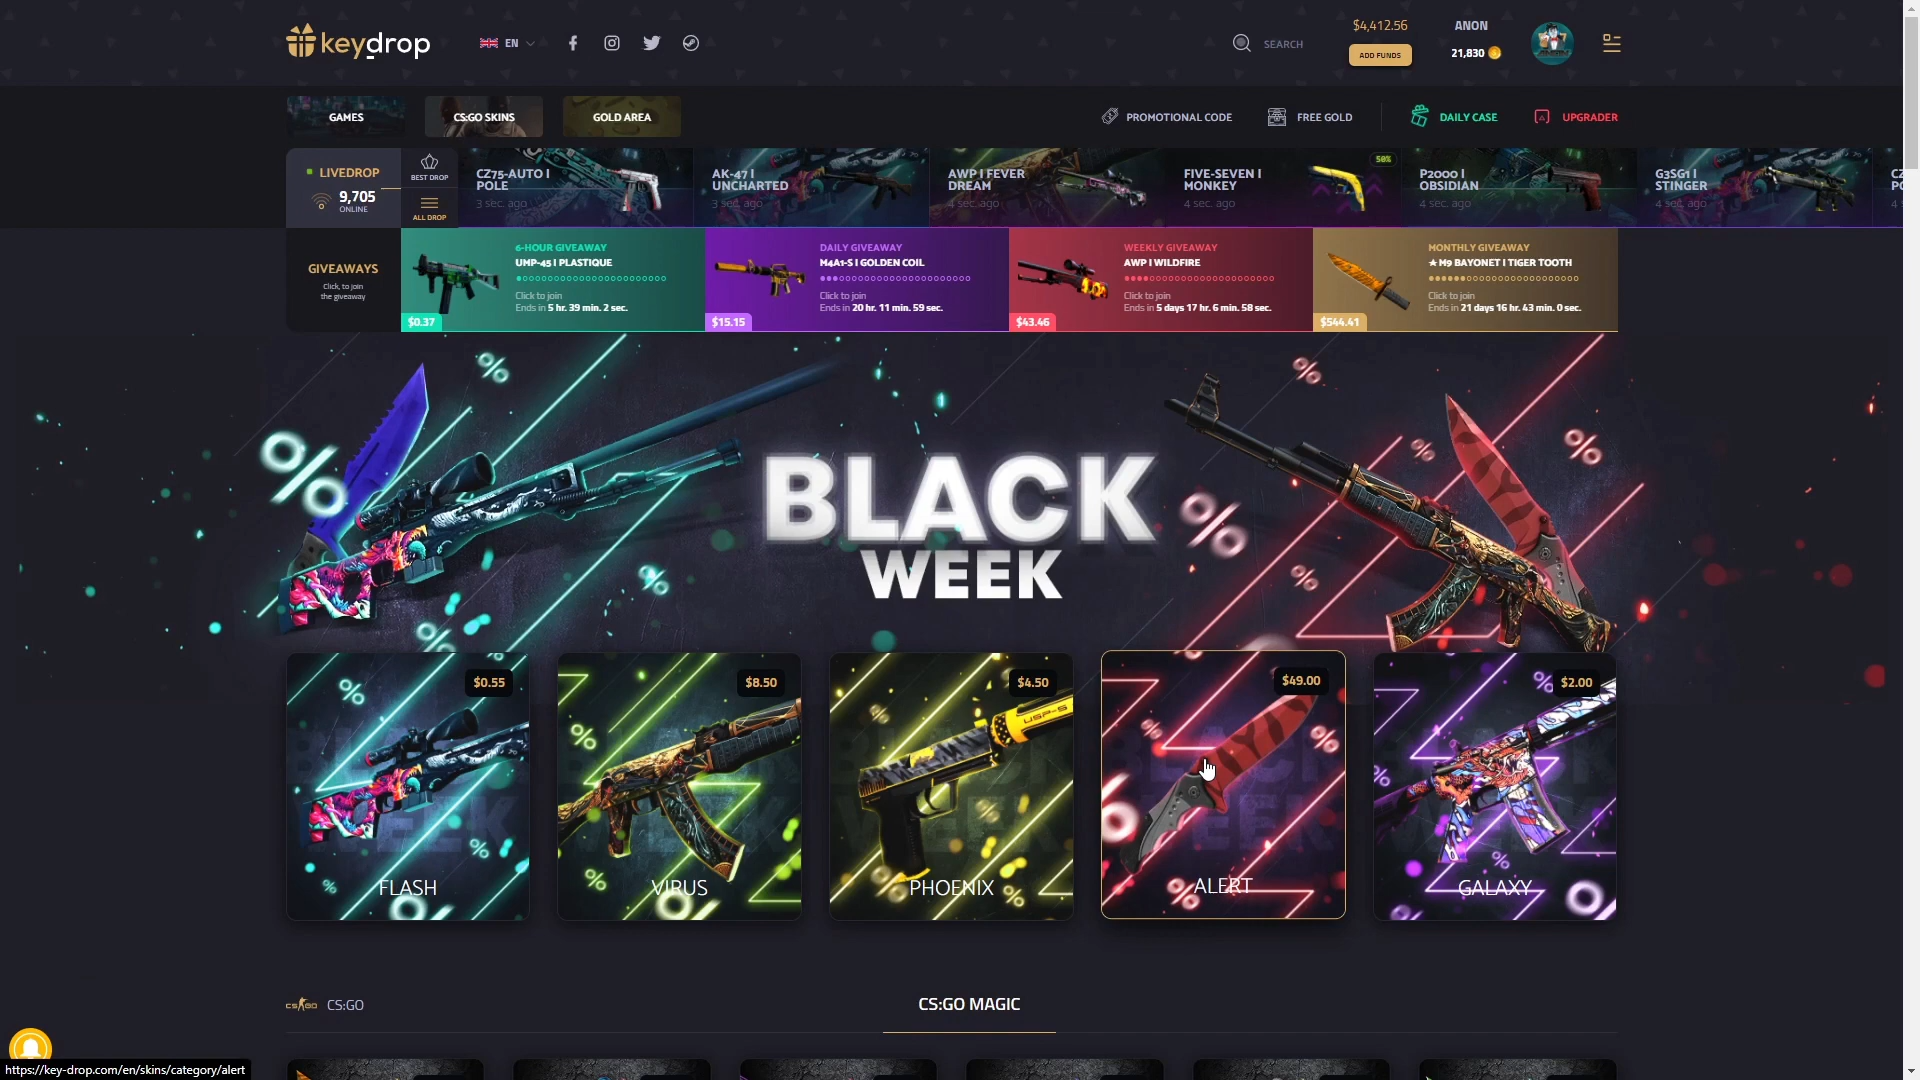 keydrop
EN
SEARCH
$4,412.56
ADD FUNDS
ANON
21,830
GAMES
CS:GO SKINS
GOLD AREA
PROMOTIONAL CODE
FREE GOLD
DAILY CASE
UPGRADER
LIVEDROP
9,705
ONLINE
BEST DROP
ALL DROP
CZ75-AUTO |
POLE
3 sec. ago
AK-47 |
UNCHARTED
3 sec. ago
AWP | FEVER
DREAM
4 sec. ago
FIVE-SEVEN |
MONKEY
4 sec. ago
50%
P2000 |
OBSIDIAN
4 sec. ago
G3SG1 |
STINGER
4 sec. ago
GIVEAWAYS
Click, to join
the giveaway
6-HOUR GIVEAWAY
UMP-45 | PLASTIQUE
Click to join
Ends in 5 hr. 39 min. 2 sec.
$0.37
DAILY GIVEAWAY
M4A1-S | GOLDEN COIL
Click to join
Ends in 20 hr. 11 min. 59 sec.
$15.15
WEEKLY GIVEAWAY
AWP | WILDFIRE
Click to join
Ends in 5 days 17 hr. 6 min. 58 sec.
$43.46
MONTHLY GIVEAWAY
★ M9 BAYONET | TIGER TOOTH
Click to join
Ends in 21 days 16 hr. 43 min. 0 sec.
$544.41
BLACK
WEEK
$0.55
FLASH
$8.50
VIRUS
$4.50
USP-S
PHOENIX
$49.00
ALERT
$2.00
GALAXY
CS:GO
CS:GO
CS:GO MAGIC
https://key-drop.com/en/skins/category/alert